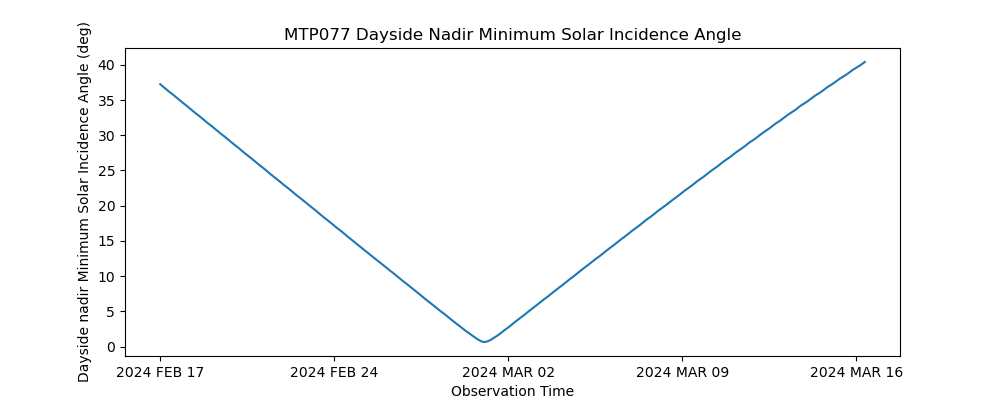 MTP077 Dayside Nadir Minimum Solar Incidence Angle
Dayside nadir Minimum Solar Incidence Angle (deg)
40
35
30
25
20
15
10
5
0
2024 FEB 17
2024 FEB 24
2024 MAR 02
2024 MAR 09
2024 MAR 16
Observation Time